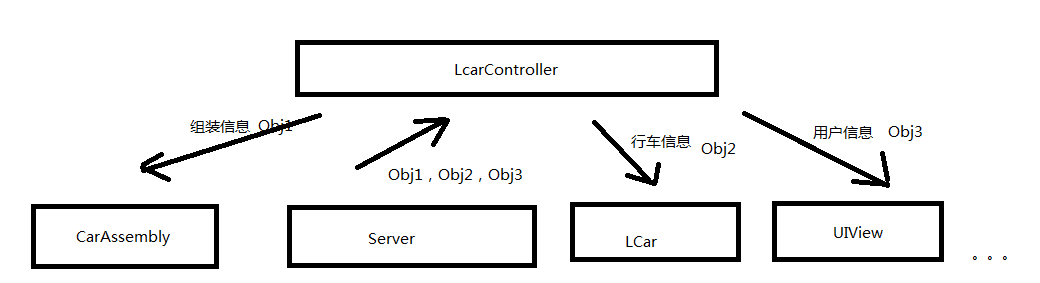 LcarController
组装信息 Obj1
行车信息 Obj2
用户信息 Obj3
Obj1，Obj2，Obj3
CarAssembly
Server
LCar
UIView
。。。